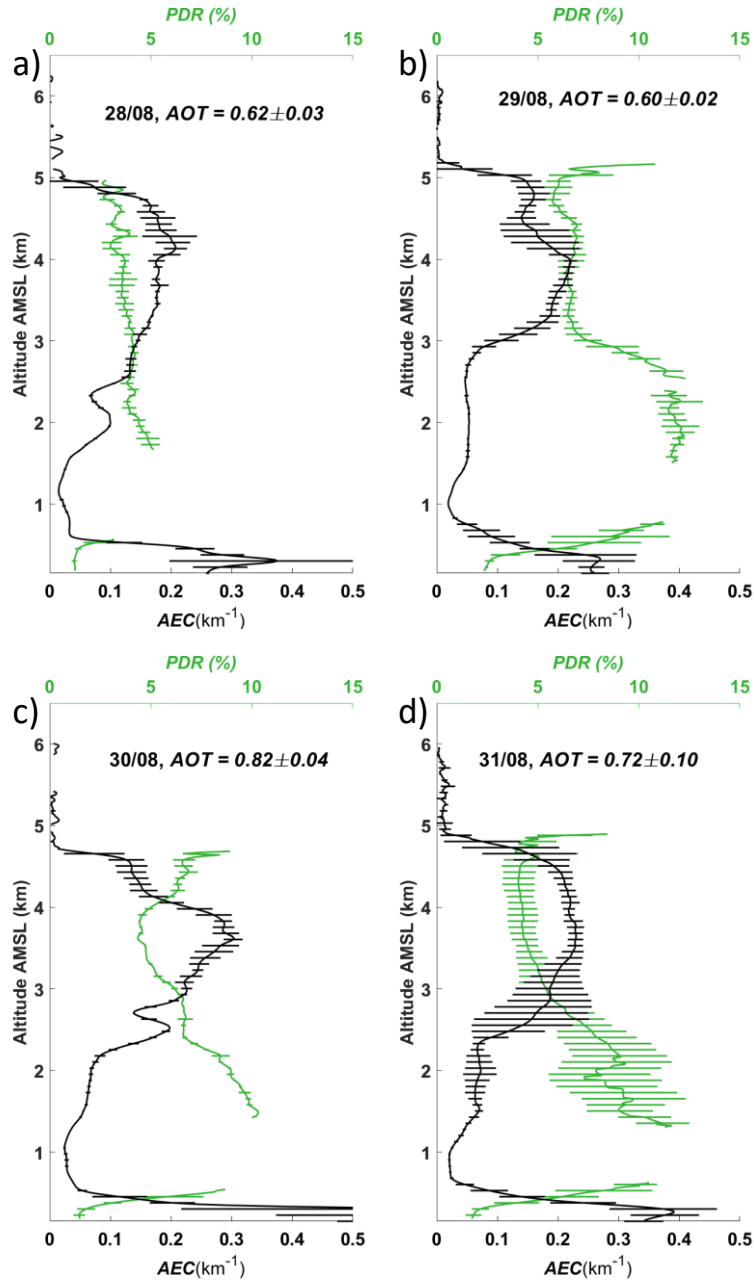 PDR (%)
0 5 10 15
a)
28/08, AOT = 0.62±0.03
Altitude AMSL (km)
6
5
4
3
2
1
0 0.1 0.2 0.3 0.4 0.5
AEC(km-1)
PDR (%)
0 5 10 15
b)
29/08, AOT = 0.60±0.02
Altitude AMSL (km)
6
5
4
3
2
1
0 0.1 0.2 0.3 0.4 0.5
AEC(km-1)
PDR (%)
0 5 10 15
c)
30/08, AOT = 0.82±0.04
Altitude AMSL (km)
6
5
4
3
2
1
0 0.1 0.2 0.3 0.4 0.5
AEC(km-1)
PDR (%)
0 5 10 15
d)
31/08, AOT = 0.72±0.10
Altitude AMSL (km)
6
5
4
3
2
1
0 0.1 0.2 0.3 0.4 0.5
AEC(km-1)